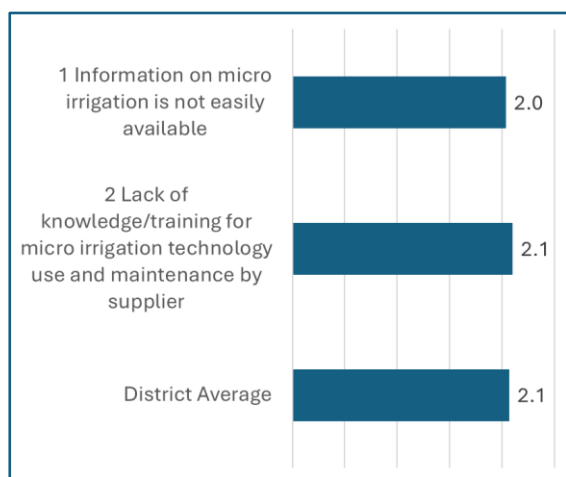 1 Information on micro
irrigation is not easily
available
2.0
2 Lack of
knowledge/training for
micro irrigation technology
use and maintenance by
supplier
2.1
District Average
2.1